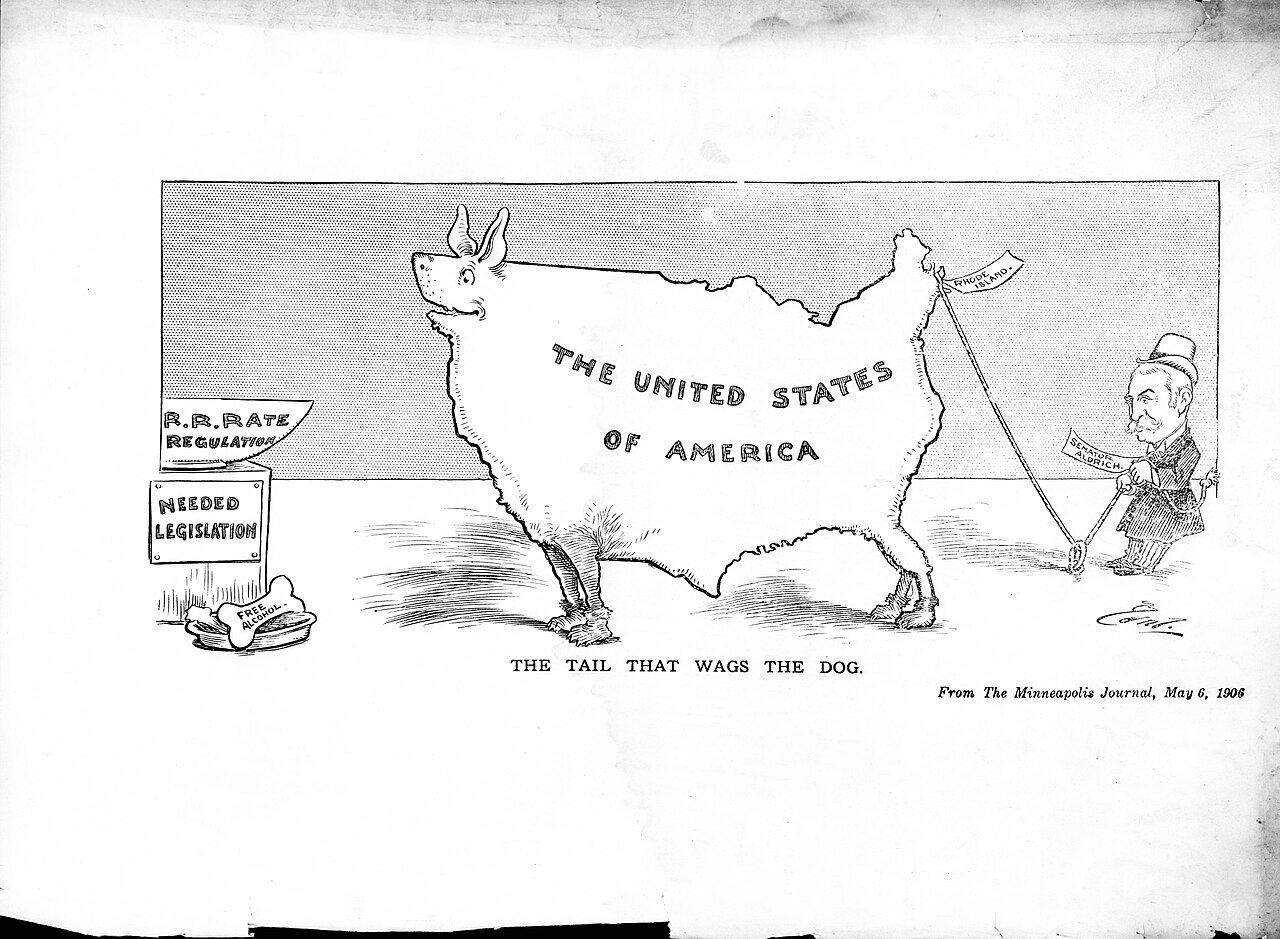 R.R. RATE
REGULATION
NEEDED
LEGISLATION
FREE
ALCOHOL.
THE UNITED STATES
OF AMERICA
RHODE
ISLAND.
SENATOR
ALDRICH.
THE TAIL THAT WAGS THE DOG.
From The Minneapolis Journal, May 6, 1906